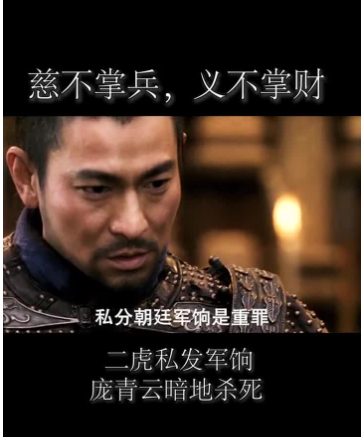 慈不掌兵，义不掌财
私分朝廷军饷是重罪
二虎私发军饷
庞青云暗地杀死